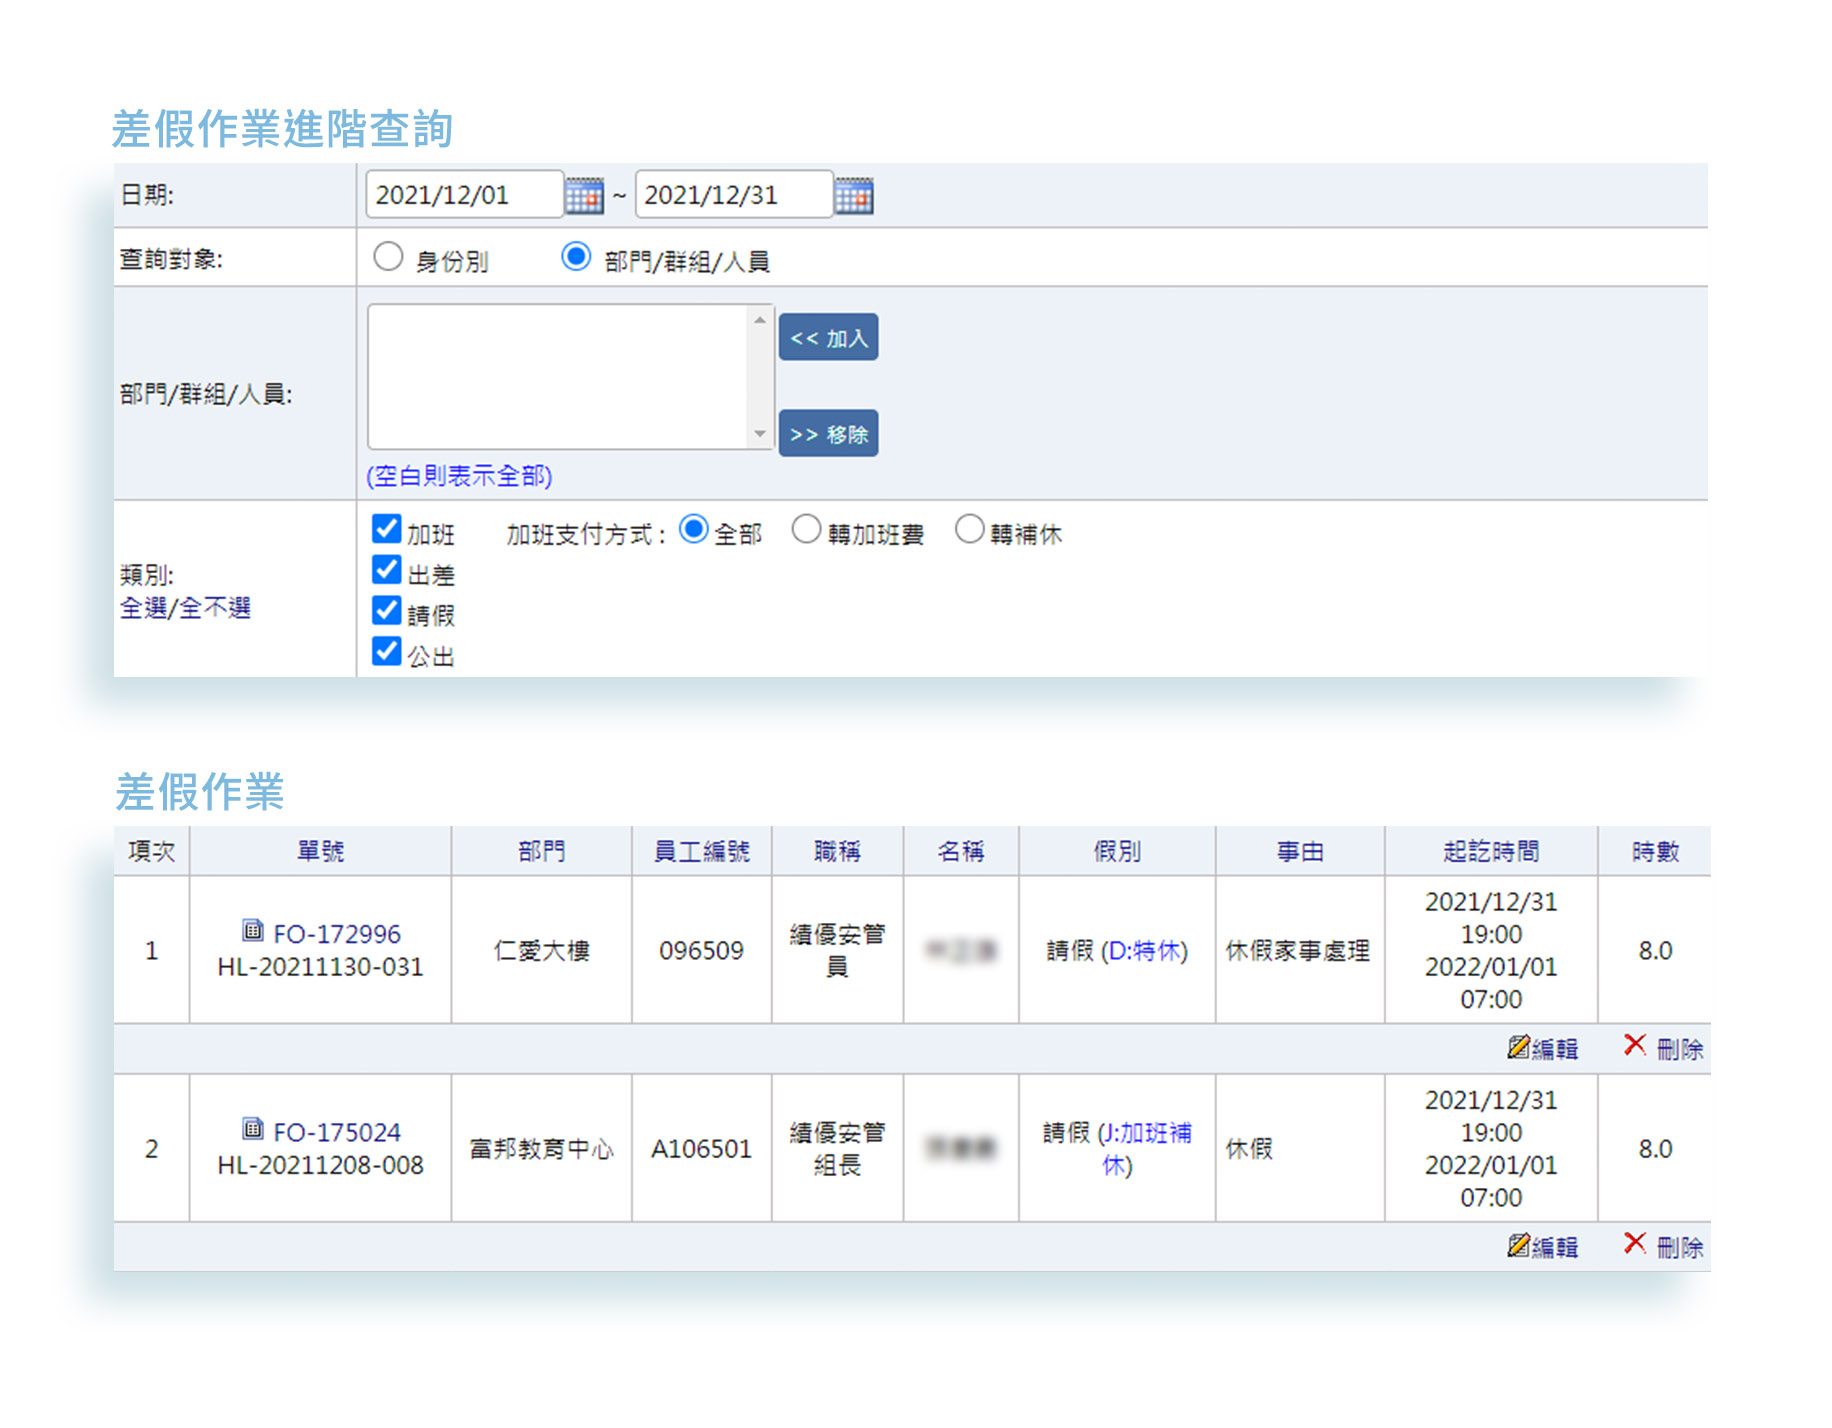 差假作業進階查詢
日期: 2021/12/01 ~ 2021/12/31
查詢對象: 身份別 部門/群組/人員
部門/群組/人員:
<< 加入
>> 移除
(空白則表示全部)
類別:
全選/全不選
加班 加班支付方式 : 全部 轉加班費 轉補休
出差
請假
公出
差假作業
項次 單號 部門 員工編號 職稱 名稱 假別 事由 起訖時間 時數
1
FO-172996
HL-20211130-031
仁愛大樓
096509
績優安管
員
請假 (D:特休)
休假家事處理
2021/12/31
19:00
2022/01/01
07:00
8.0
編輯 刪除
2
FO-175024
HL-20211208-008
富邦教育中心
A106501
績優安管
組長
請假 (J:加班補
休)
休假
2021/12/31
19:00
2022/01/01
07:00
8.0
編輯 刪除